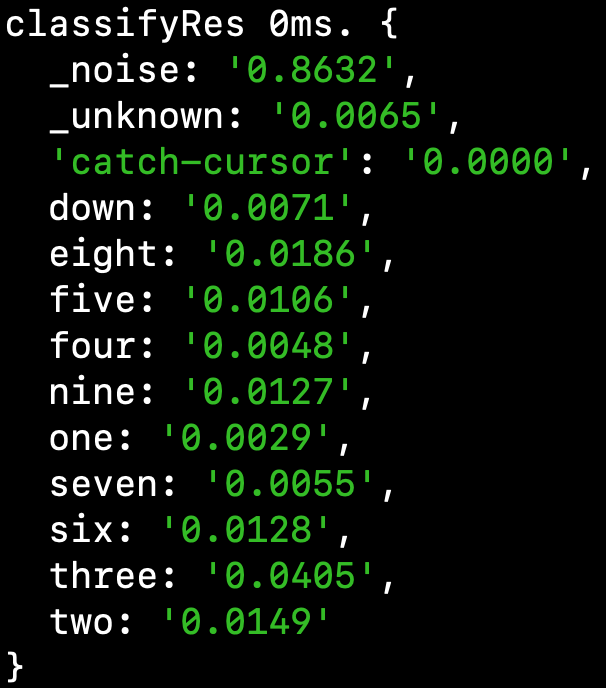 classifyRes 0ms. {
  _noise: '0.8632',
  _unknown: '0.0065',
  'catch-cursor': '0.0000',
  down: '0.0071',
  eight: '0.0186',
  five: '0.0106',
  four: '0.0048',
  nine: '0.0127',
  one: '0.0029',
  seven: '0.0055',
  six: '0.0128',
  three: '0.0405',
  two: '0.0149'
}